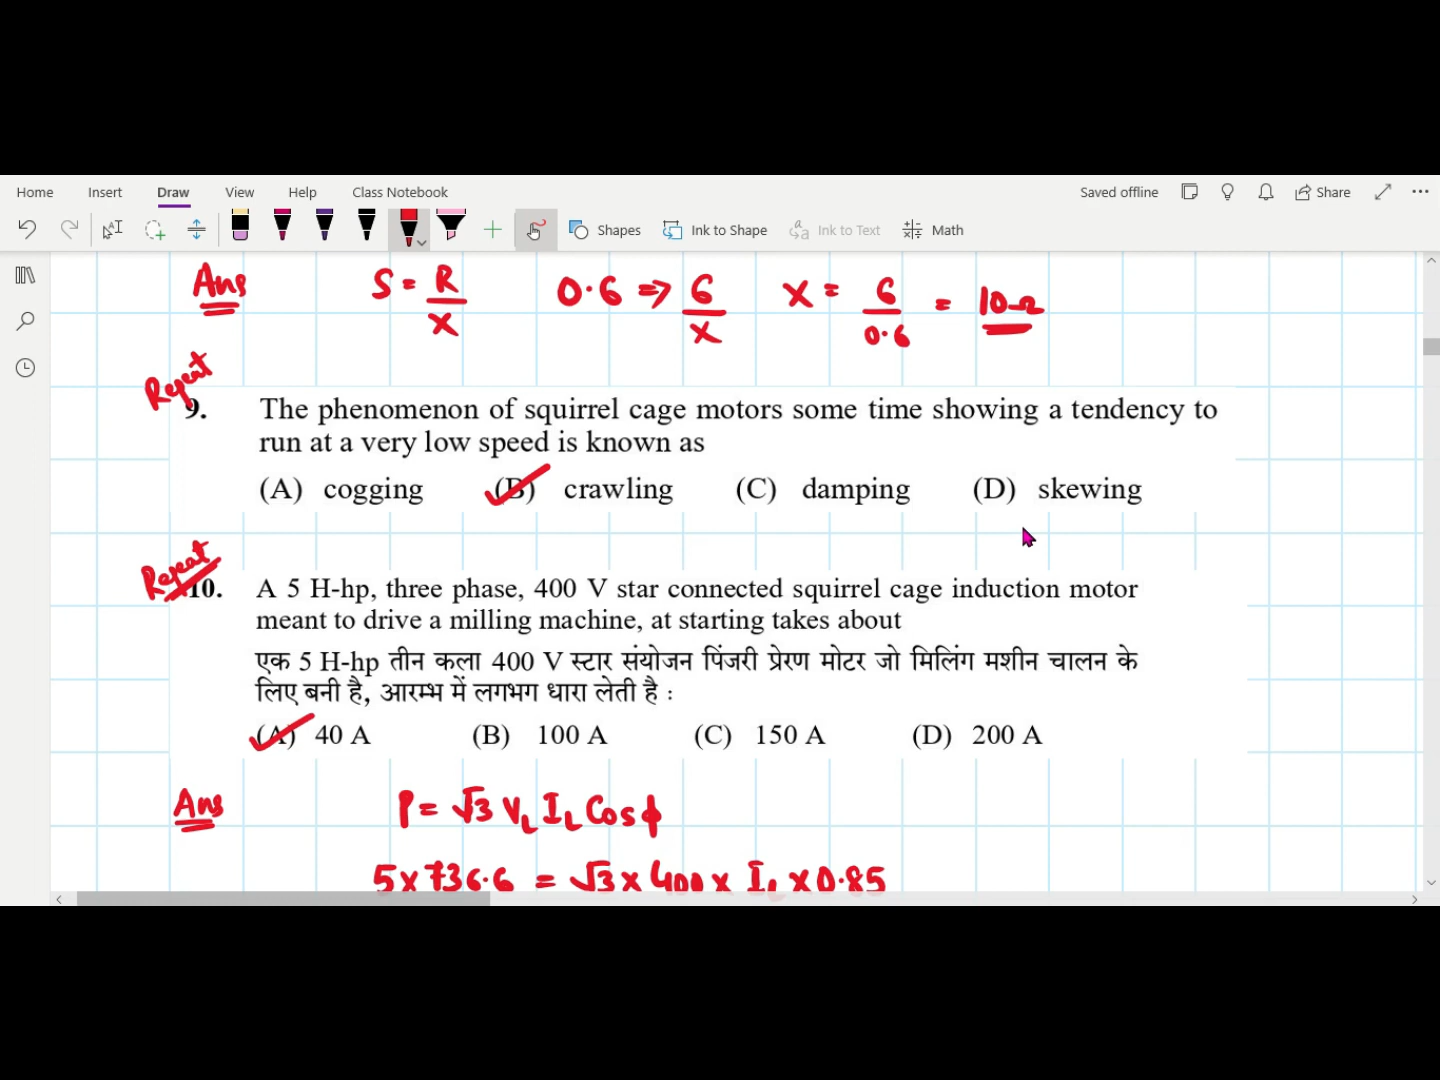 Home Insert Draw View Help Class Notebook Saved offline Share
Shapes Ink to Shape Ink to Text Math
Ans S = R/X 0.6 => 6/X X = 6/0.6 = 10Ω
Repeat
9. The phenomenon of squirrel cage motors some time showing a tendency to
run at a very low speed is known as
(A) cogging (B) crawling (C) damping (D) skewing
Repeat
10. A 5 H-hp, three phase, 400 V star connected squirrel cage induction motor
meant to drive a milling machine, at starting takes about
एक 5 H-hp तीन कला 400 V स्टार संयोजन पिंजरी प्रेरण मोटर जो मिलिंग मशीन चालन के
लिए बनी है, आरम्भ में लगभग धारा लेती है :
(A) 40 A (B) 100 A (C) 150 A (D) 200 A
Ans P = √3 VL IL Cos ϕ
5 x 736.6 = √3 x 400 x IL x 0.85